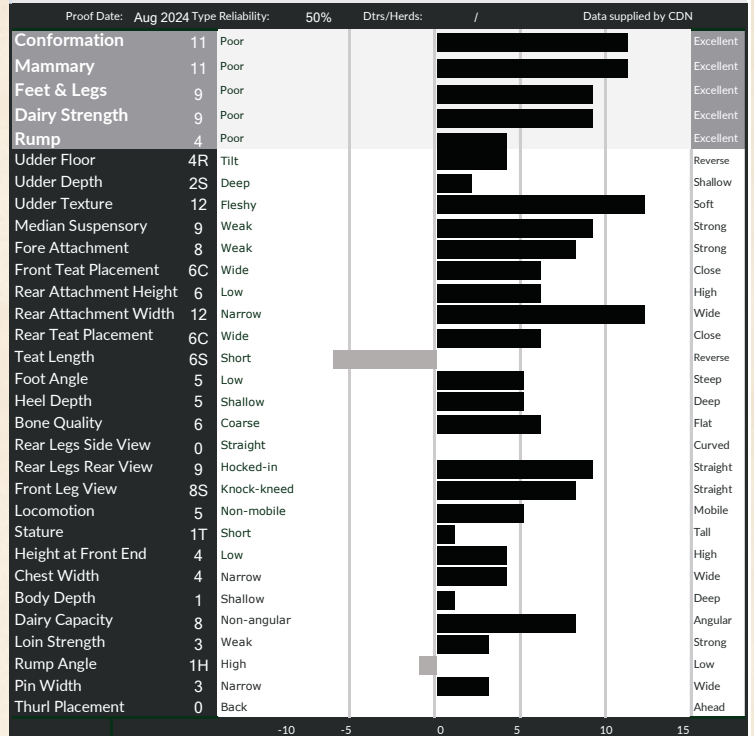 Proof Date: Aug 2024 Type Reliability: 50% Dtrs/Herds: / Data supplied by CDN
Conformation 11 Poor Excellent
Mammary 11 Poor Excellent
Feet & Legs 9 Poor Excellent
Dairy Strength 9 Poor Excellent
Rump 4 Poor Excellent
Udder Floor 4R Tilt Reverse
Udder Depth 2S Deep Shallow
Udder Texture 12 Fleshy Soft
Median Suspensory 9 Weak Strong
Fore Attachment 8 Weak Strong
Front Teat Placement 6C Wide Close
Rear Attachment Height 6 Low High
Rear Attachment Width 12 Narrow Wide
Rear Teat Placement 6C Wide Close
Teat Length 6S Short Reverse
Foot Angle 5 Low Steep
Heel Depth 5 Shallow Deep
Bone Quality 6 Coarse Flat
Rear Legs Side View 0 Straight Curved
Rear Legs Rear View 9 Hocked-in Straight
Front Leg View 8S Knock-kneed Straight
Locomotion 5 Non-mobile Mobile
Stature 1T Short Tall
Height at Front End 4 Low High
Chest Width 4 Narrow Wide
Body Depth 1 Shallow Deep
Dairy Capacity 8 Non-angular Angular
Loin Strength 3 Weak Strong
Rump Angle 1H High Low
Pin Width 3 Narrow Wide
Thurl Placement 0 Back Ahead
-10 -5 0 5 10 15